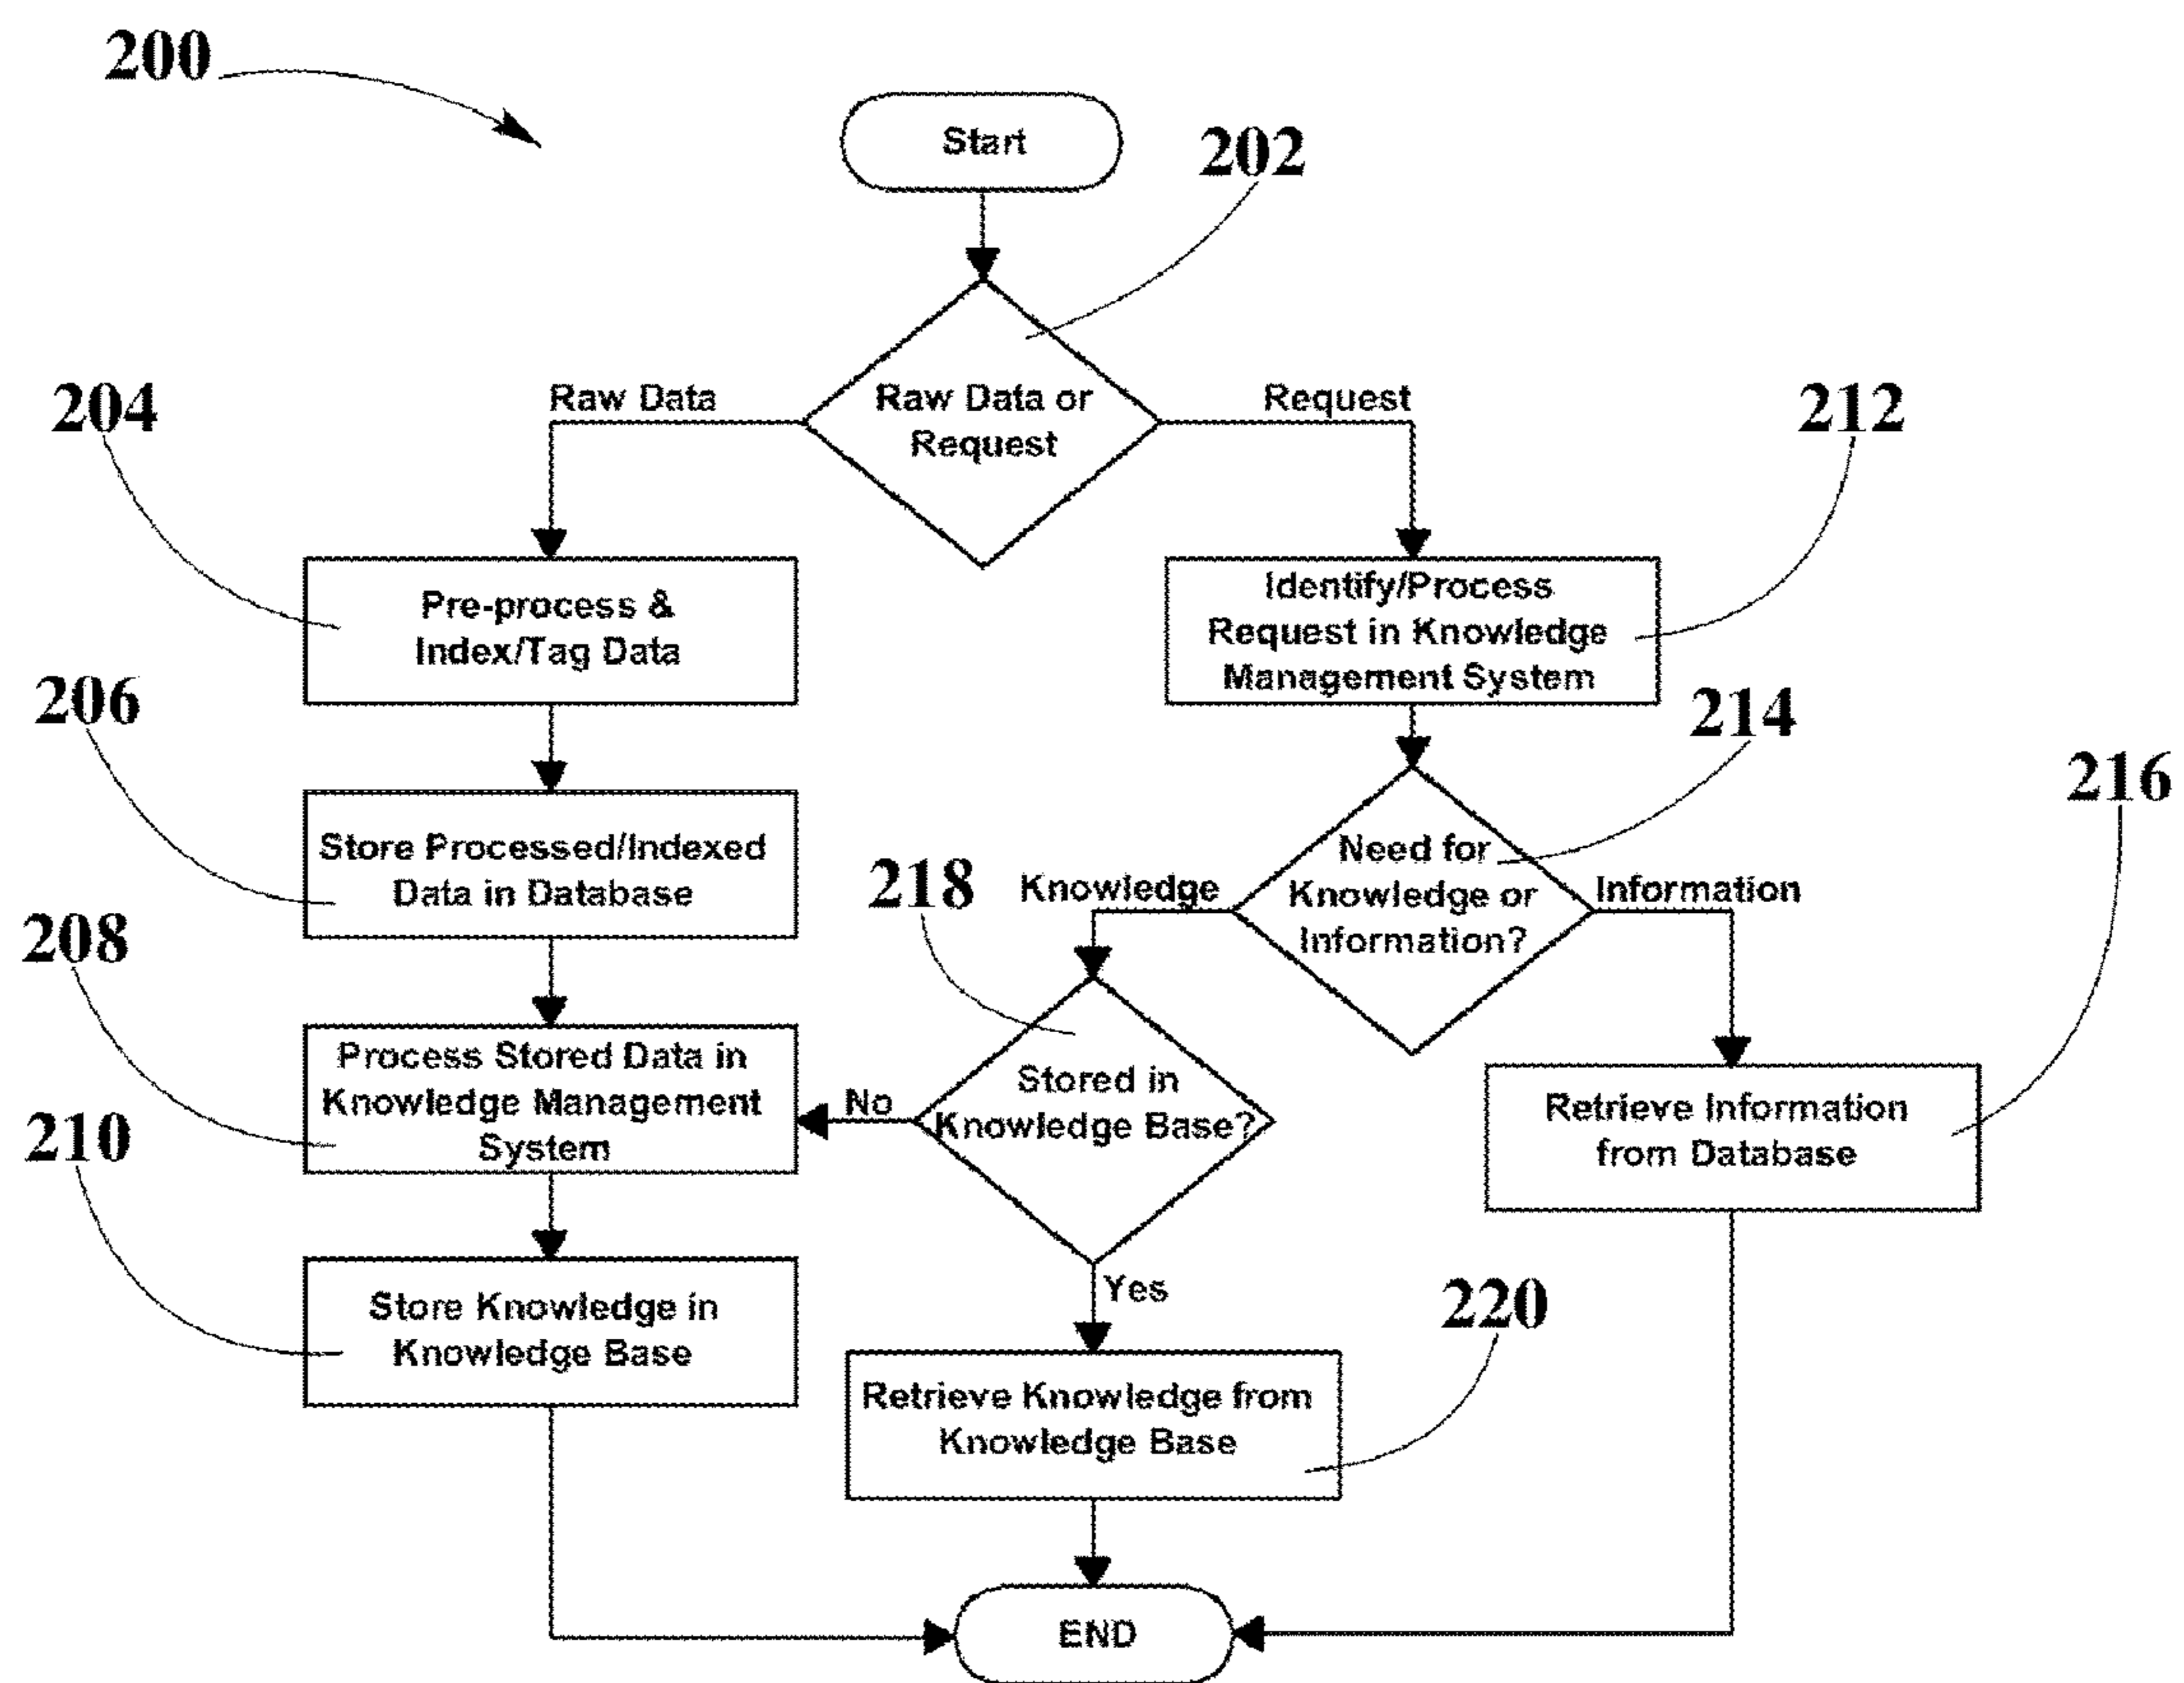 200
Start
202
204
Raw Data
Raw Data or
Request
Request
212
Pre-process &
Index/Tag Data
Identify/Process
Request in Knowledge
Management System
206
214
216
Store Processed/Indexed
Data in Database
218
Knowledge
Need for
Knowledge or
Information?
Information
208
Process Stored Data in
Knowledge Management
System
No
Stored in
Knowledge Base?
Retrieve Information
from Database
210
Store Knowledge in
Knowledge Base
Yes
220
Retrieve Knowledge from
Knowledge Base
END